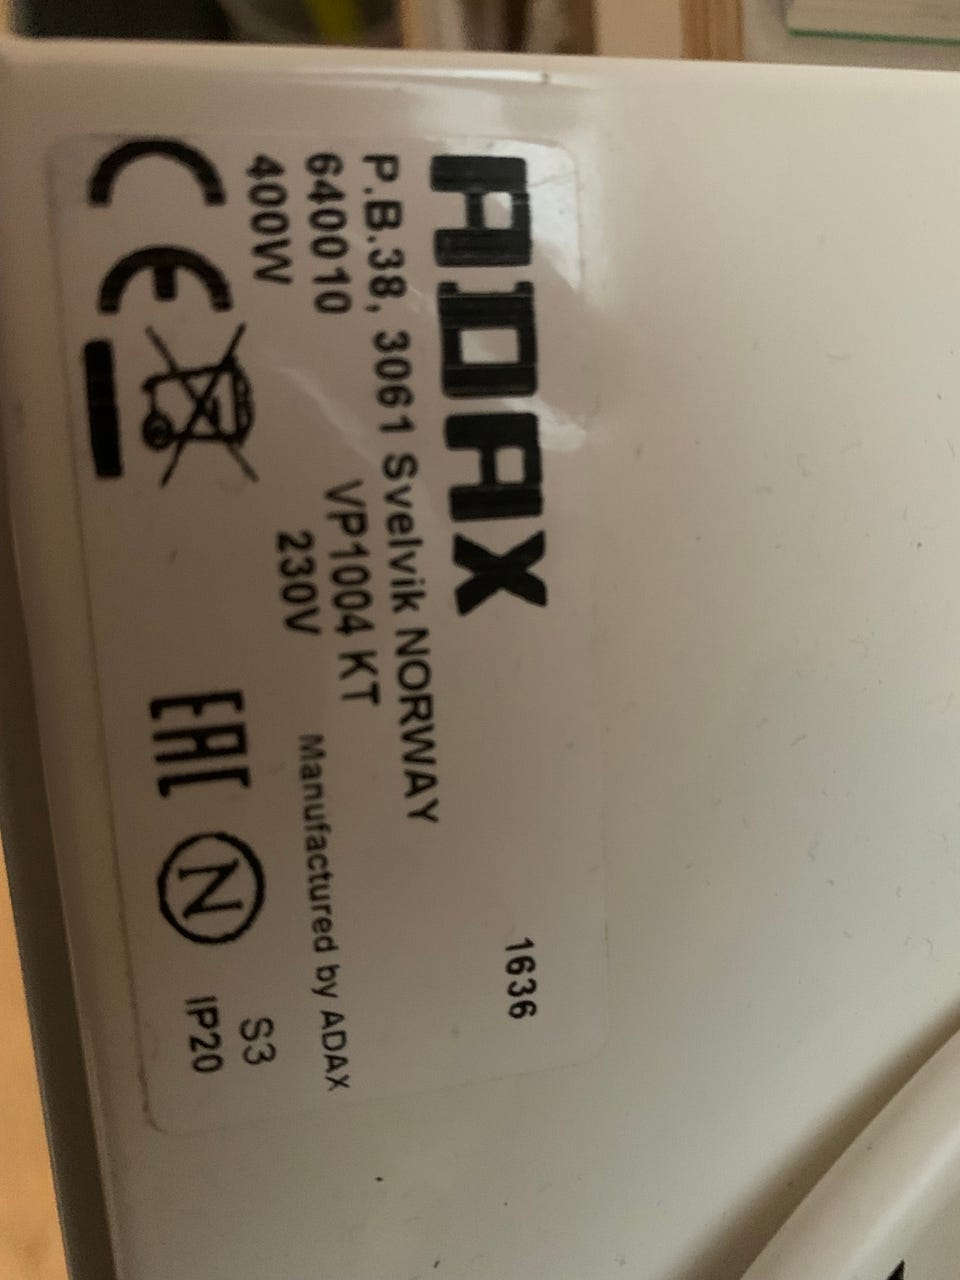 ADAX 1636
P.B.38, 3061 Svelvik NORWAY
640010 VP1004 KT
400W 230V Manufactured by ADAX
CE EAC N S3
IP20